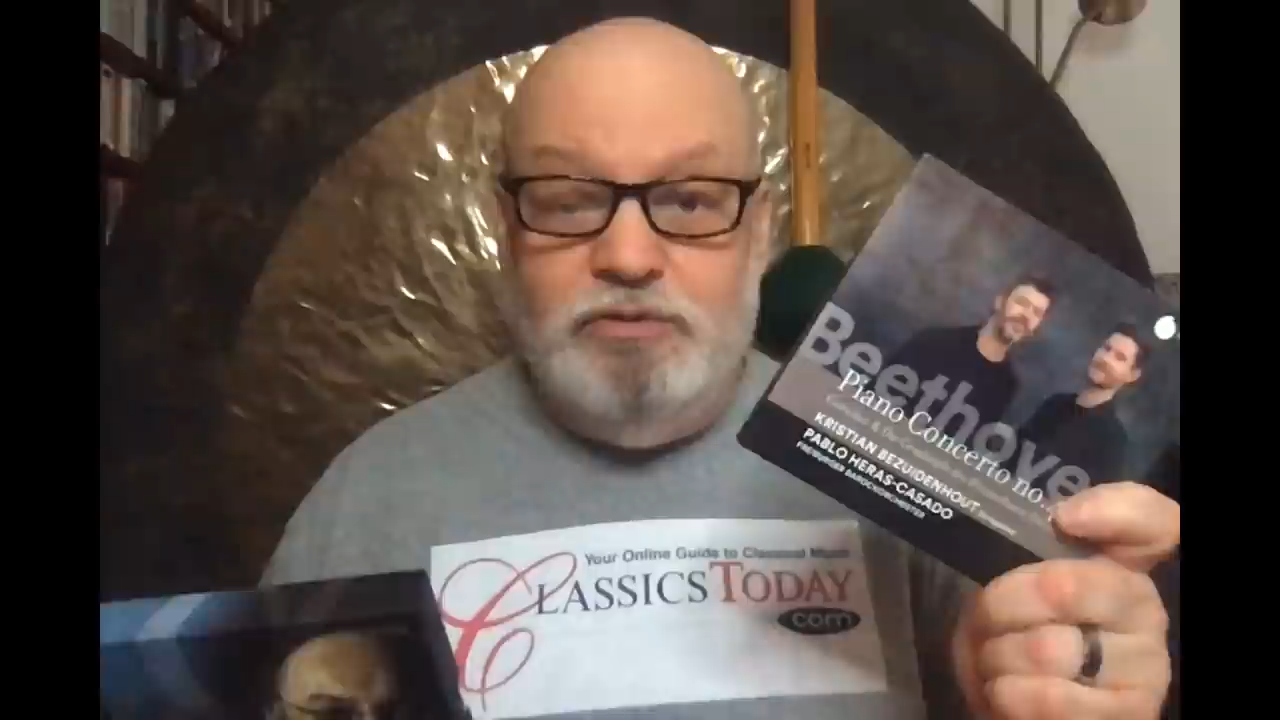 Your Online Guide to Classical Music
CLASSICSTODAY
com
Beethove
Piano Concerto no.
KRISTIAN BEZUIDENHOUT
PABLO HERAS-CASADO
FREIBURGER BAROCKORCHESTER